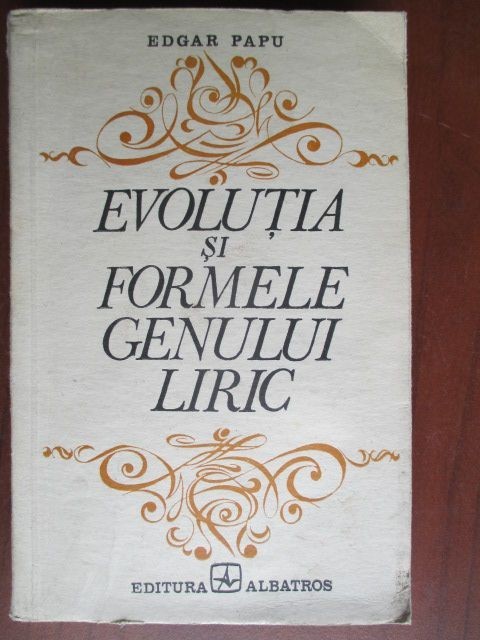 EDGAR PAPU
EVOLUȚIA
ȘI
FORMELE
GENULUI
LIRIC
EDITURA ALBATROS